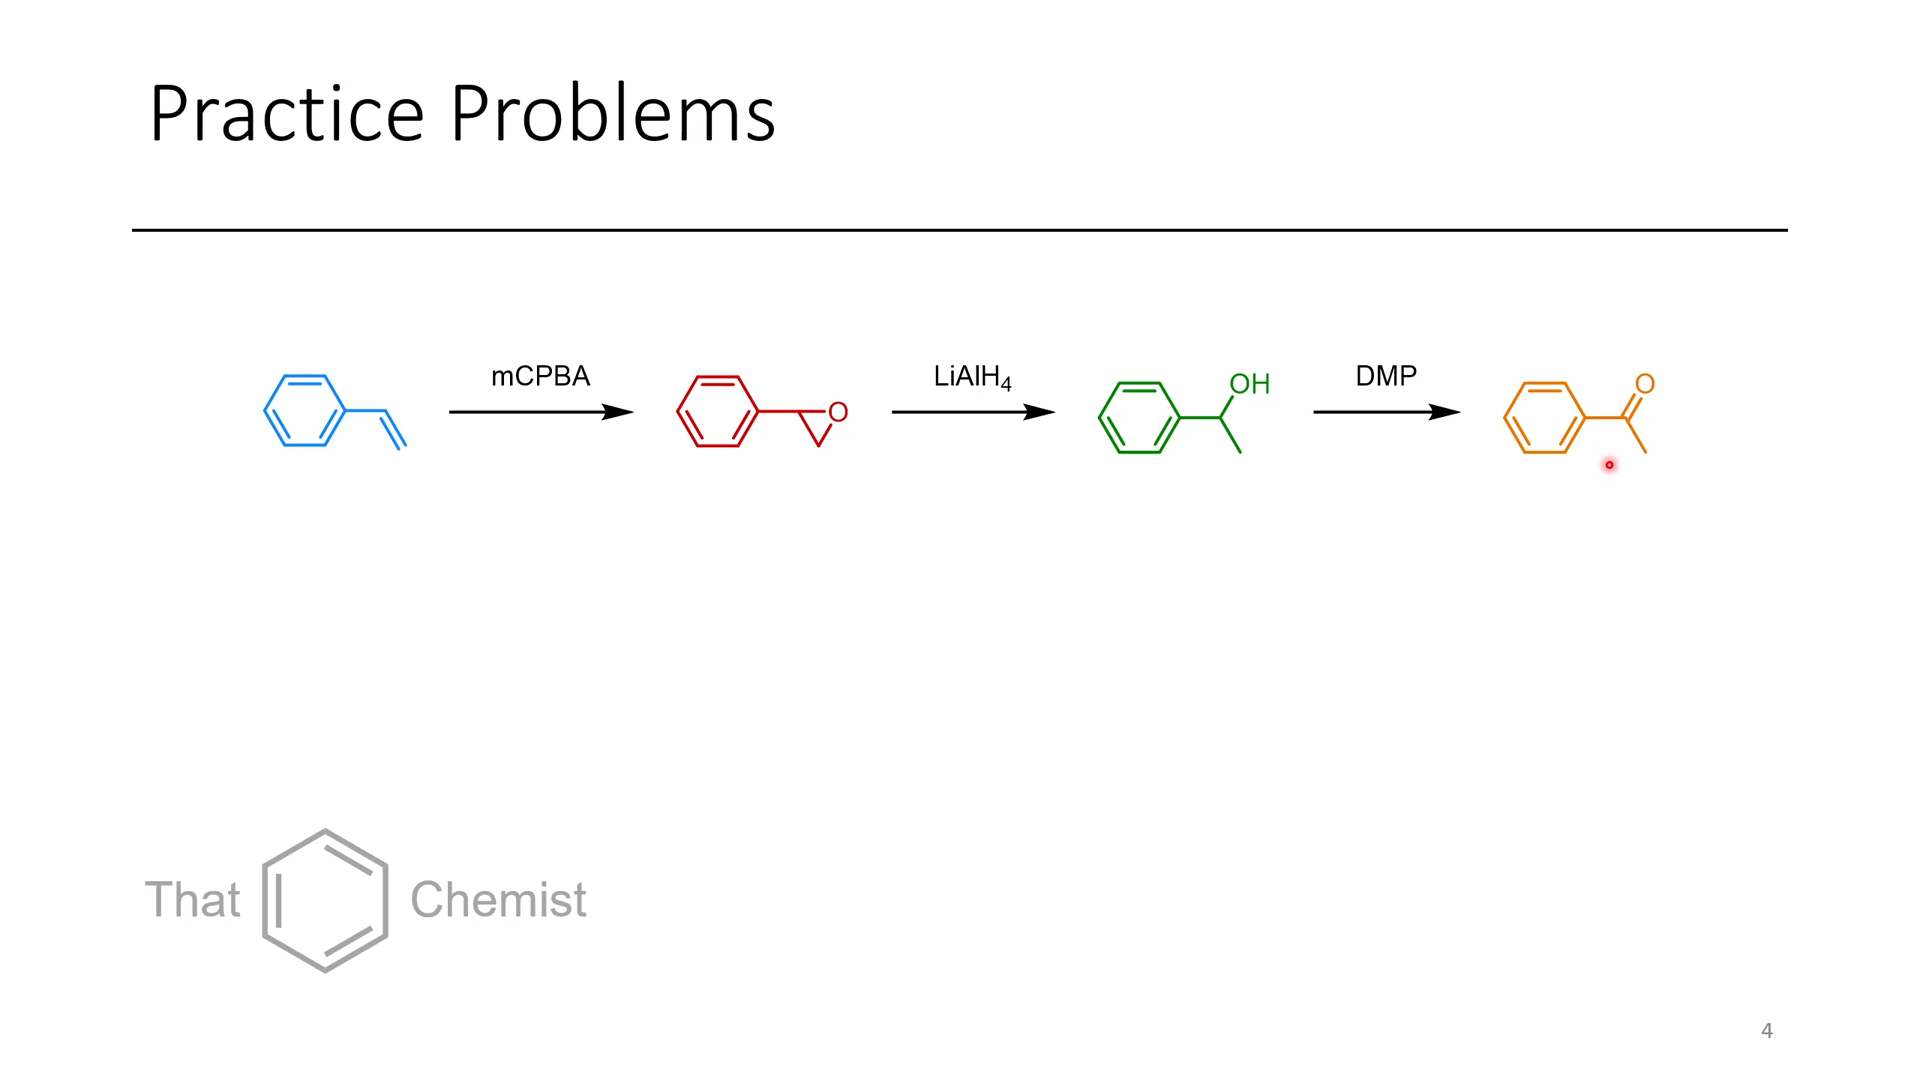 Practice Problems
mCPBA
LiAlH₄
DMP
O
OH
O
That Chemist
4